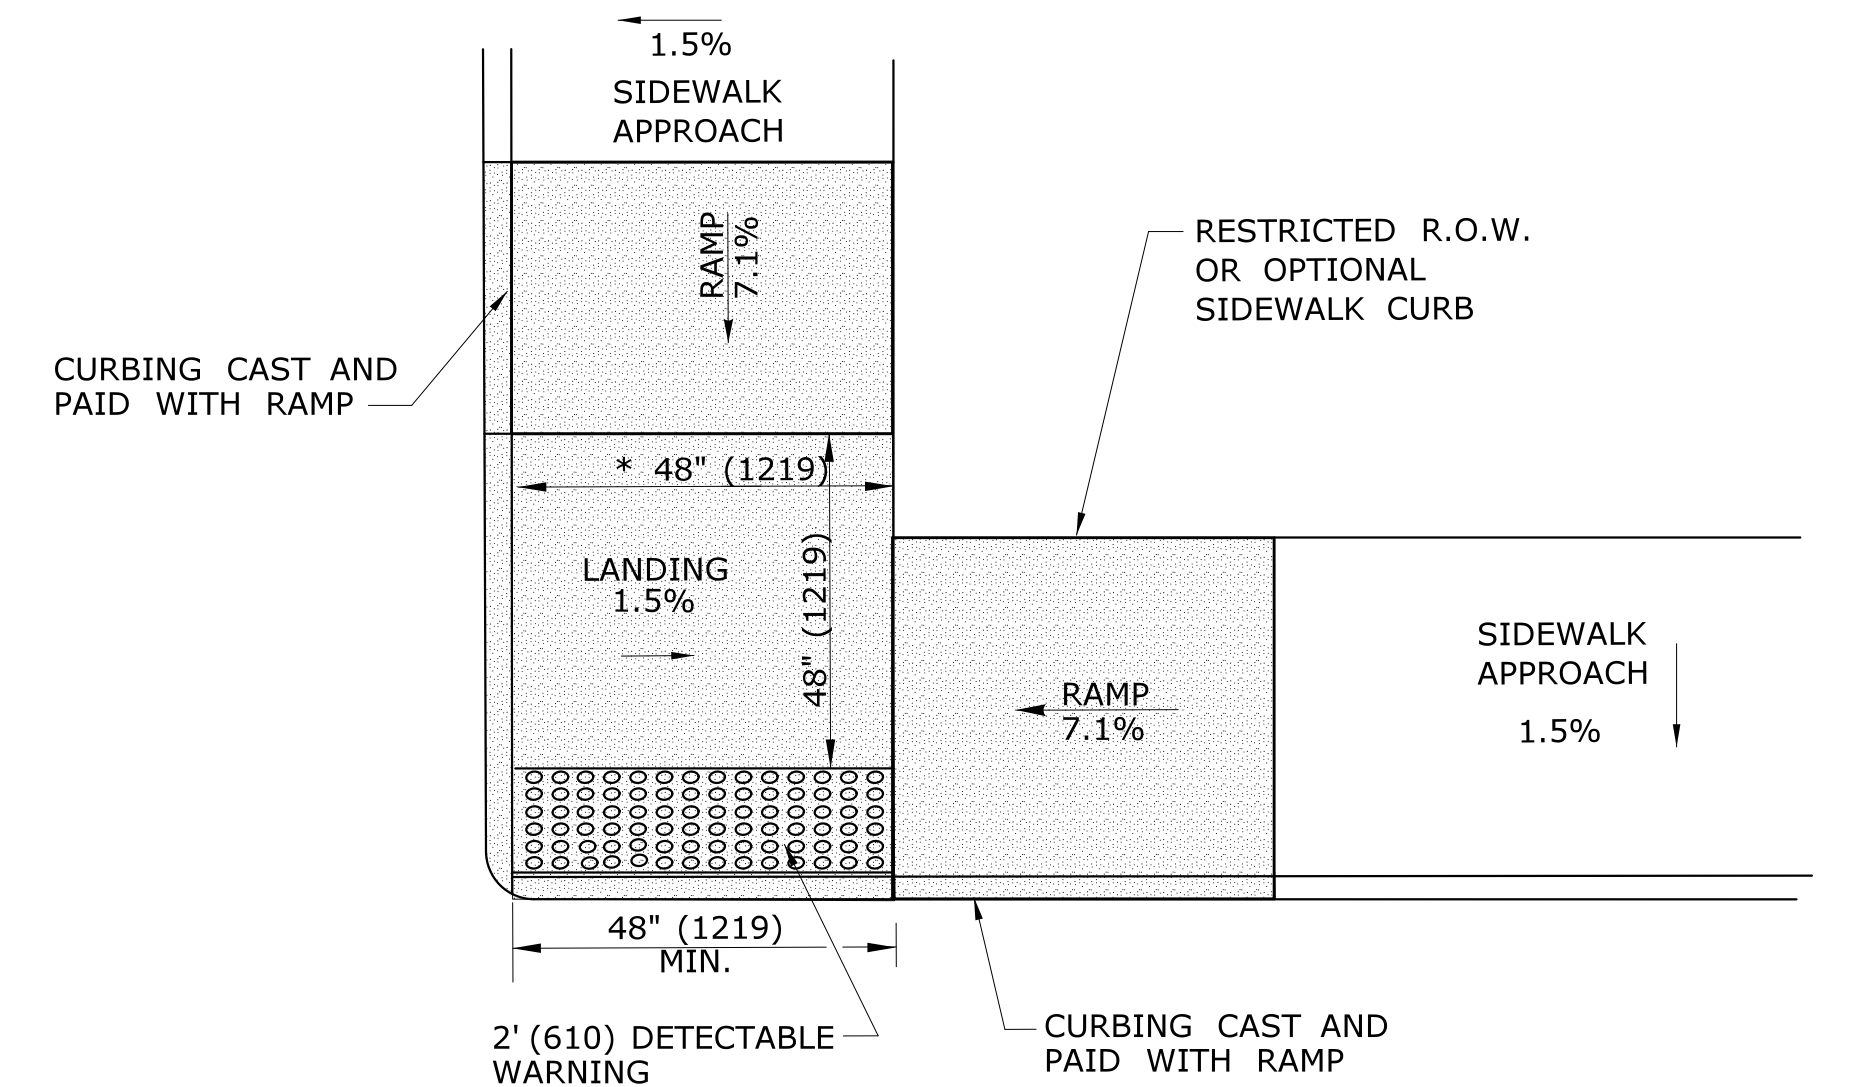 1.5%
SIDEWALK
APPROACH
RAMP
7.1%
RESTRICTED R.O.W.
OR OPTIONAL
SIDEWALK CURB
CURBING CAST AND
PAID WITH RAMP
* 48" (1219)
48" (1219)
LANDING
1.5%
RAMP
7.1%
SIDEWALK
APPROACH
1.5%
48" (1219)
MIN.
2' (610) DETECTABLE
WARNING
CURBING CAST AND
PAID WITH RAMP